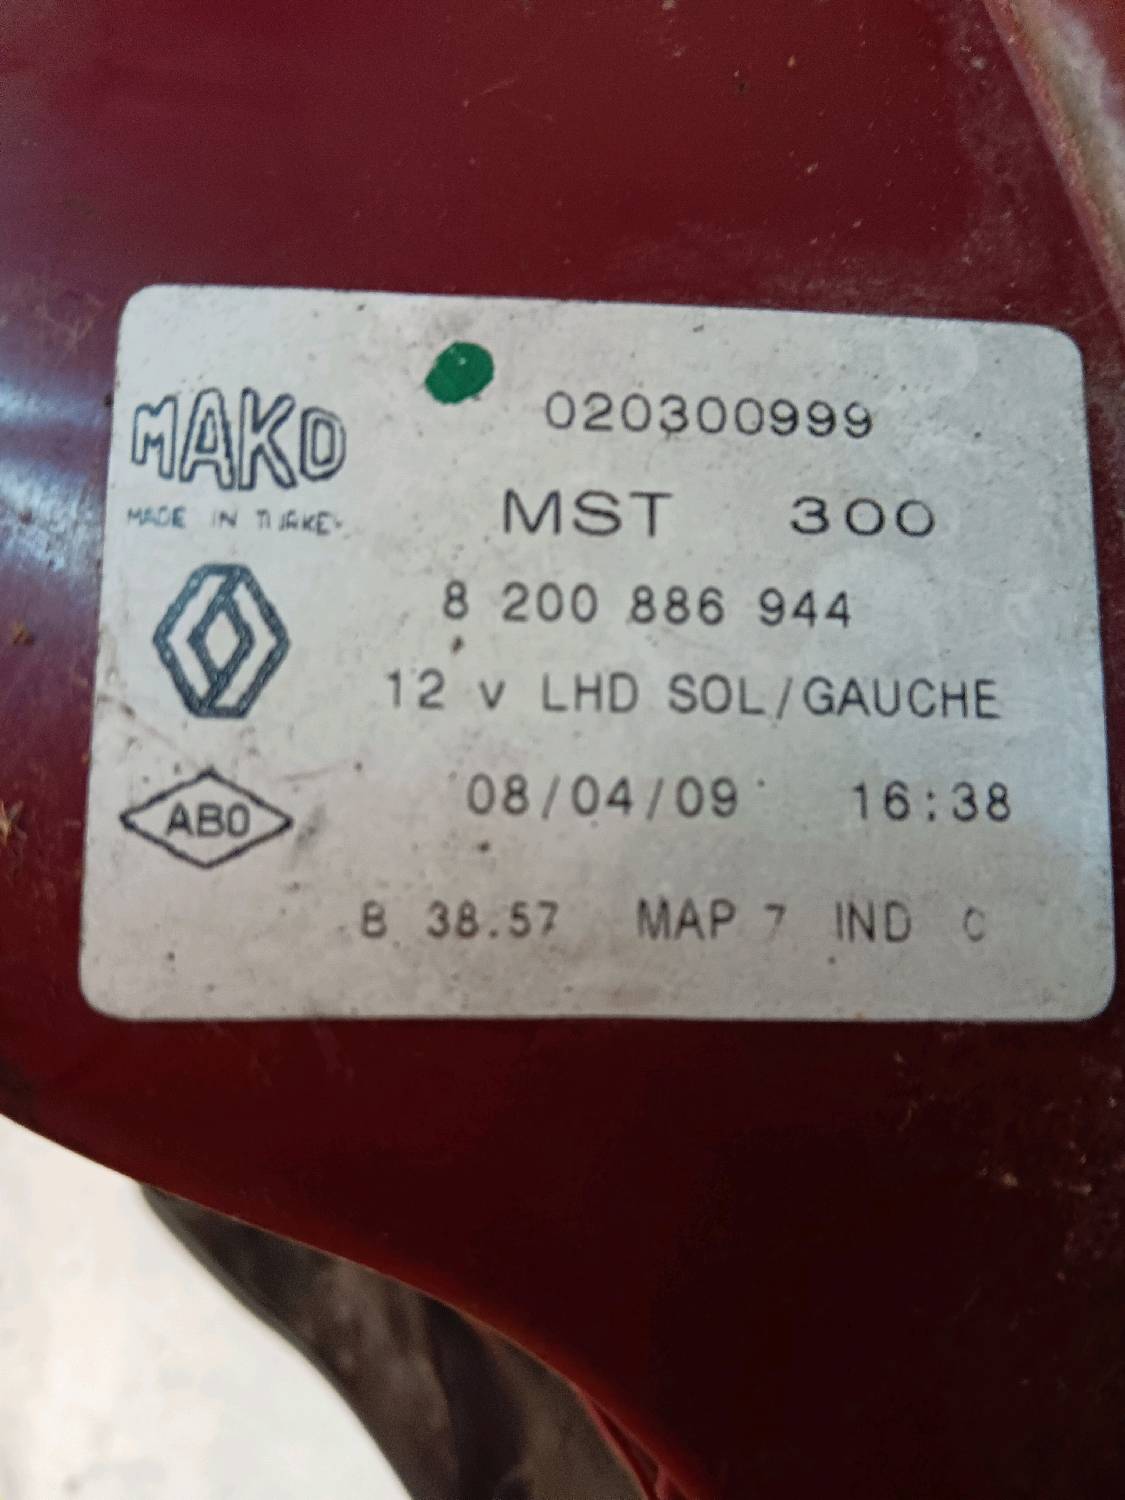 020300999
MAKO
MADE IN TURKEY
MST 300
8 200 886 944
12 v LHD SOL/GAUCHE
08/04/09 16:38
ABO
B 38.57 MAP 7 IND C